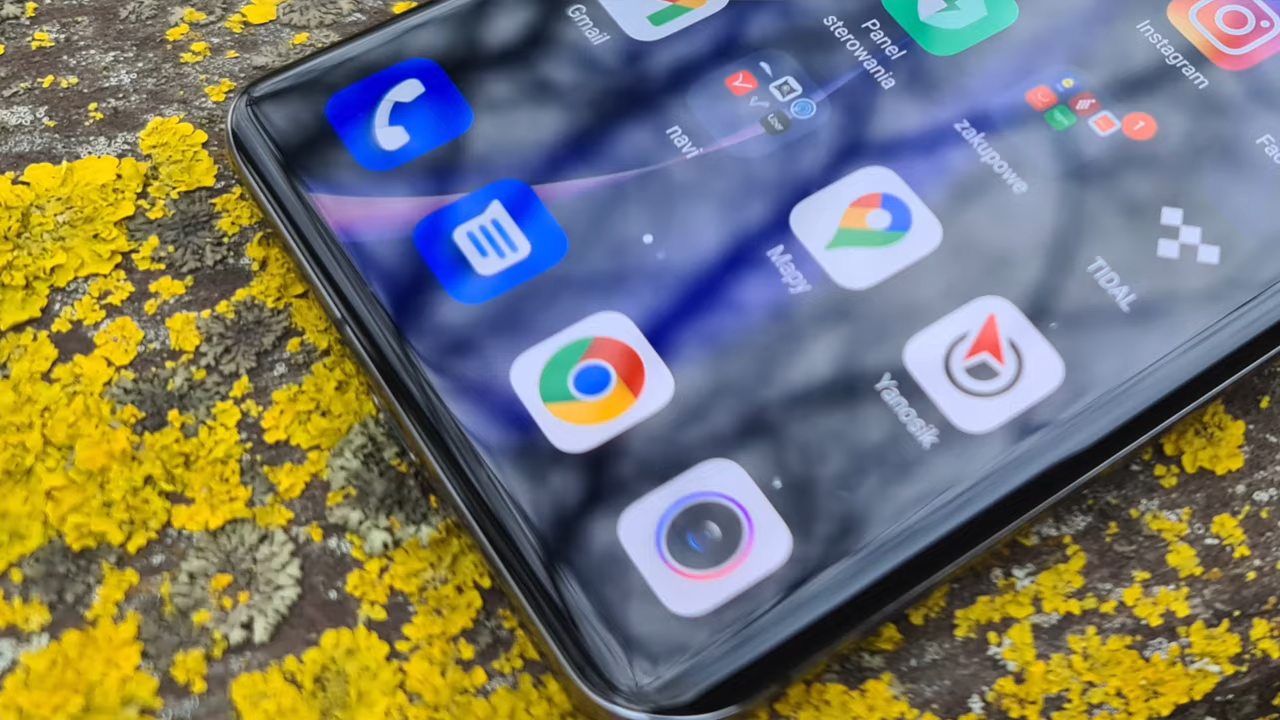 Gmail
Panel
sterowania
Instagram
navi
zakupowe
Mapy
TIDAL
Yanosik